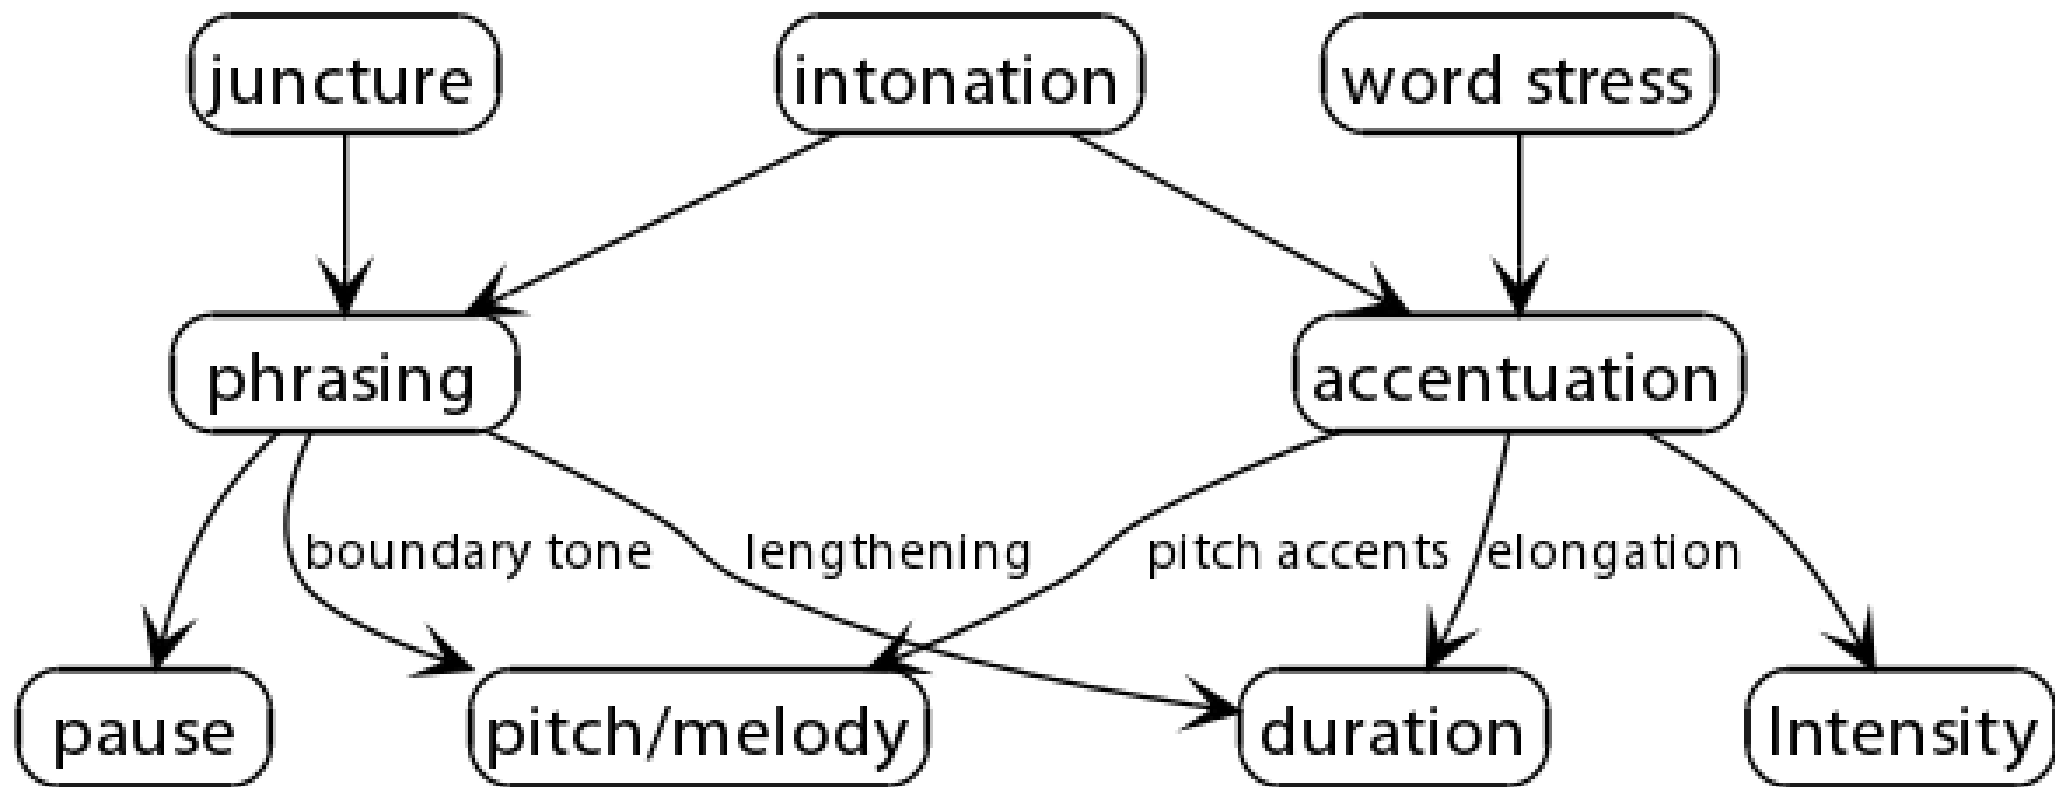 juncture
intonation
word stress
phrasing
accentuation
boundary tone
lengthening
pitch accents
elongation
pause
pitch/melody
duration
Intensity